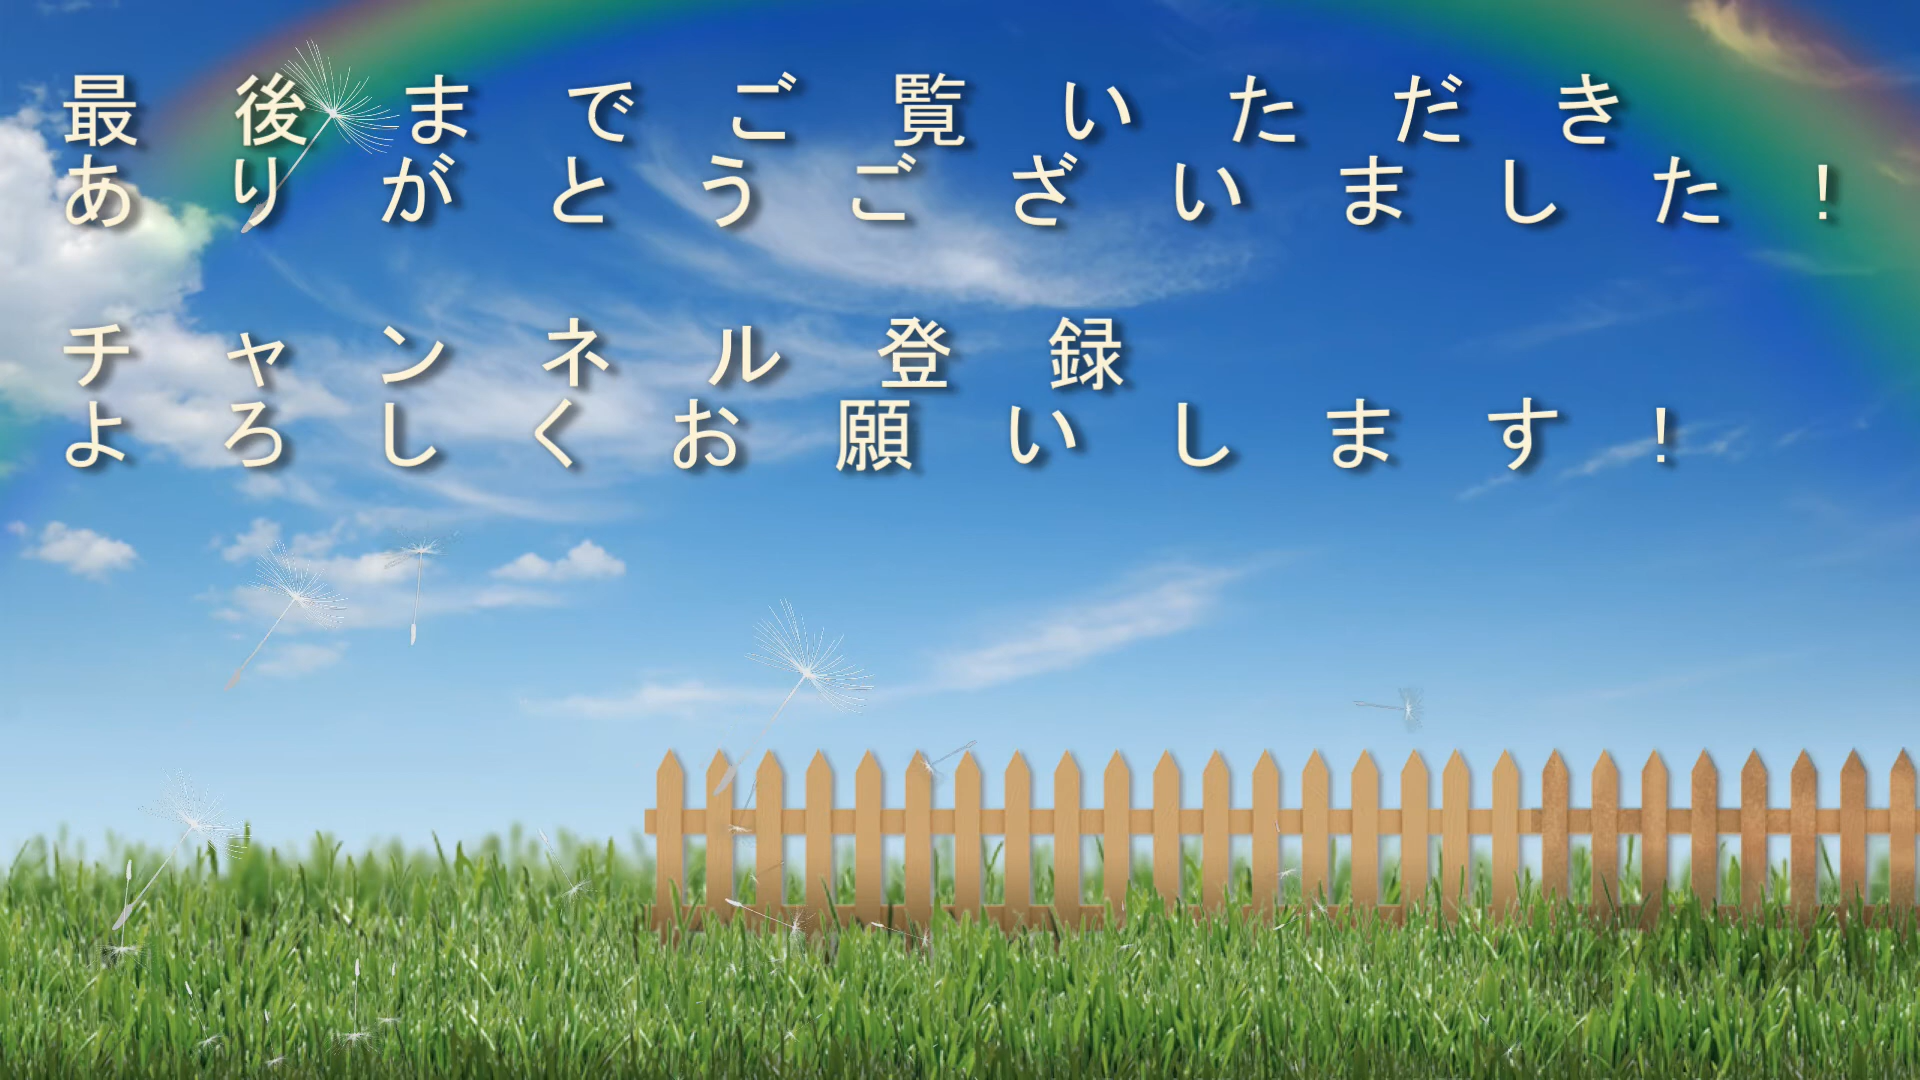 最後までご覧いただき
ありがとうございました！
チャンネル登録
よろしくお願いします！